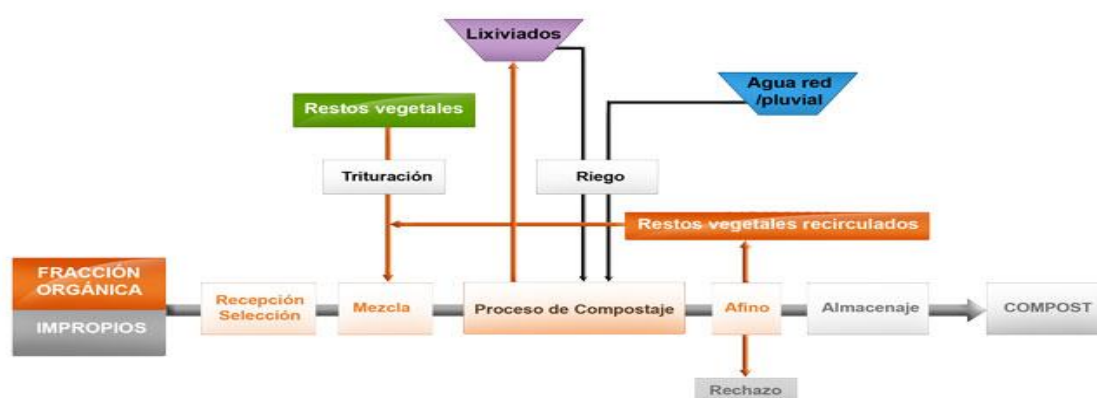 Lixiviados
Agua red
/pluvial
Restos vegetales
Trituración
Riego
Restos vegetales recirculados
FRACCIÓN
ORGÁNICA
IMPROPIOS
Recepción
Selección
Mezcla
Proceso de Compostaje
Afino
Almacenaje
COMPOST
Rechazo